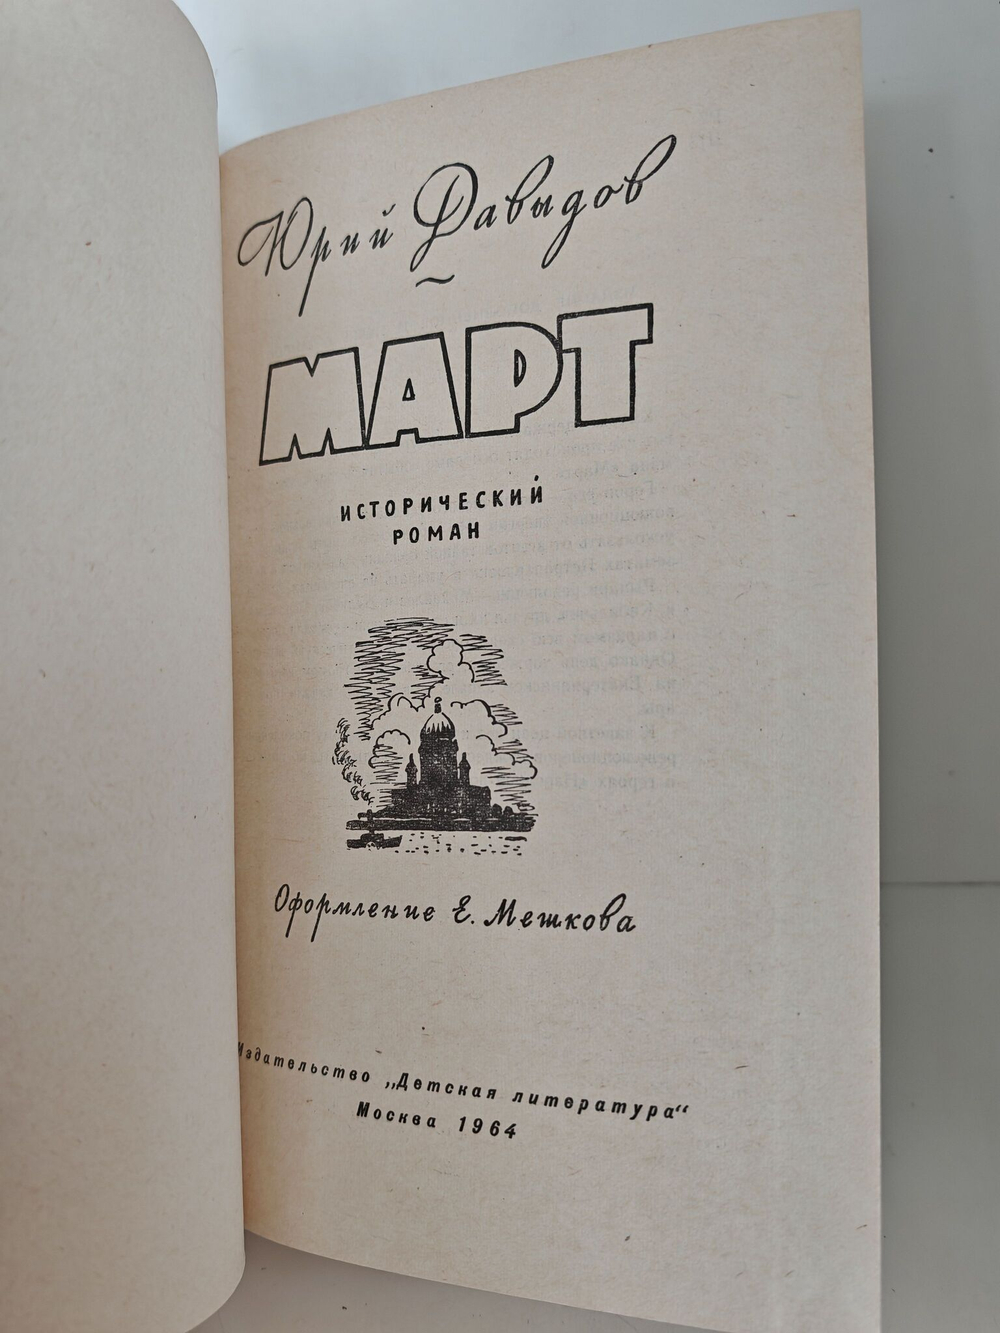 Юрий Давыдов
~
МАРТ
ИСТОРИЧЕСКИЙ
РОМАН
Оформление Е. Мешкова
Издательство „Детская литература“
Москва 1964